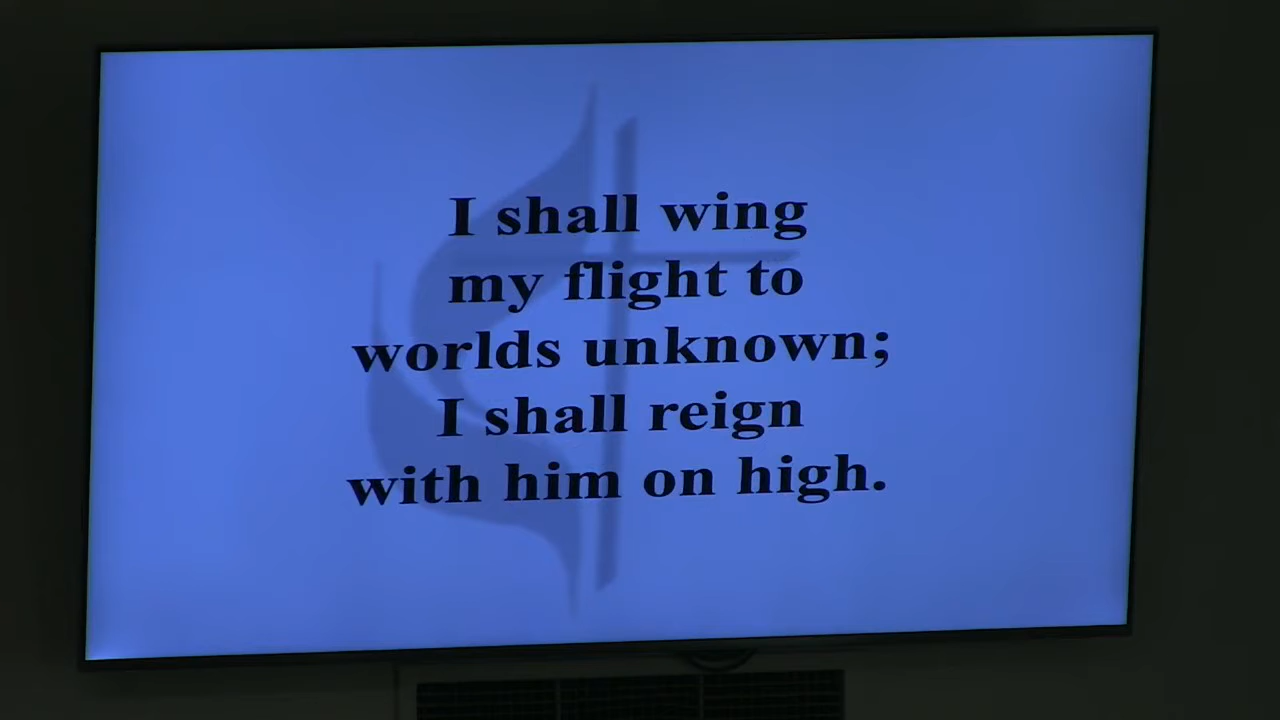 I shall wing
my flight to
worlds unknown;
I shall reign
with him on high.